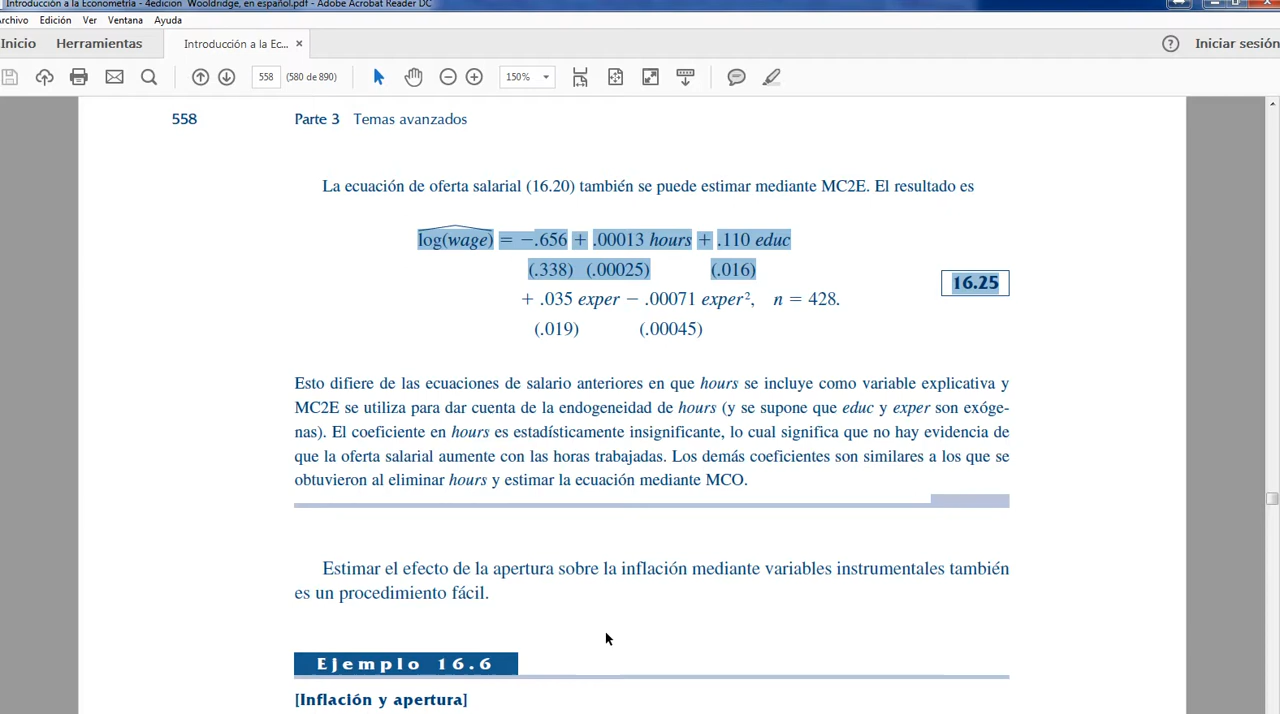 Introducción a la Econometría - 4edicion Wooldridge, en español.pdf - Adobe Acrobat Reader DC
Archivo Edición Ver Ventana Ayuda
Inicio Herramientas Introducción a la Ec... × ? Iniciar sesión
558 (580 de 890) 150%
558 Parte 3 Temas avanzados
La ecuación de oferta salarial (16.20) también se puede estimar mediante MC2E. El resultado es
log(wage) = −.656 + .00013 hours + .110 educ
(.338) (.00025) (.016)
16.25
+ .035 exper − .00071 exper², n = 428.
(.019) (.00045)
Esto difiere de las ecuaciones de salario anteriores en que hours se incluye como variable explicativa y
MC2E se utiliza para dar cuenta de la endogeneidad de hours (y se supone que educ y exper son exóge-
nas). El coeficiente en hours es estadísticamente insignificante, lo cual significa que no hay evidencia de
que la oferta salarial aumente con las horas trabajadas. Los demás coeficientes son similares a los que se
obtuvieron al eliminar hours y estimar la ecuación mediante MCO.
Estimar el efecto de la apertura sobre la inflación mediante variables instrumentales también
es un procedimiento fácil.
Ejemplo 16.6
[Inflación y apertura]